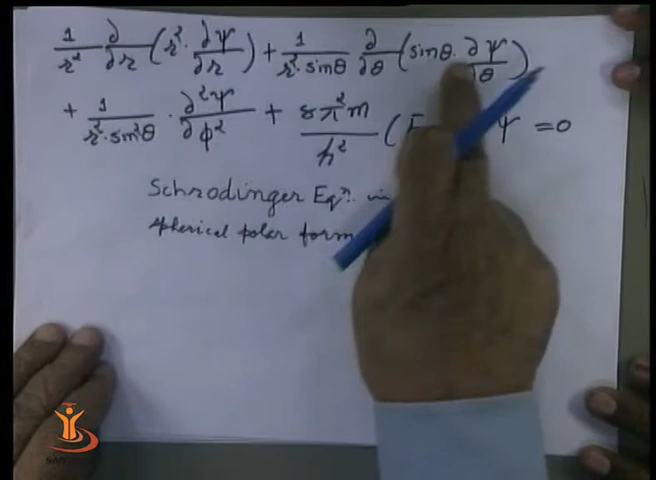 1/r² ∂/∂r (r² · ∂ψ/∂r) + 1/r²·sinθ ∂/∂θ (sinθ · ∂ψ/∂θ)
+ 1/r²·sin²θ · ∂²ψ/∂ϕ² + 8π²m/h² ( ψ = 0
Schrodinger Eqⁿ. in
spherical polar form